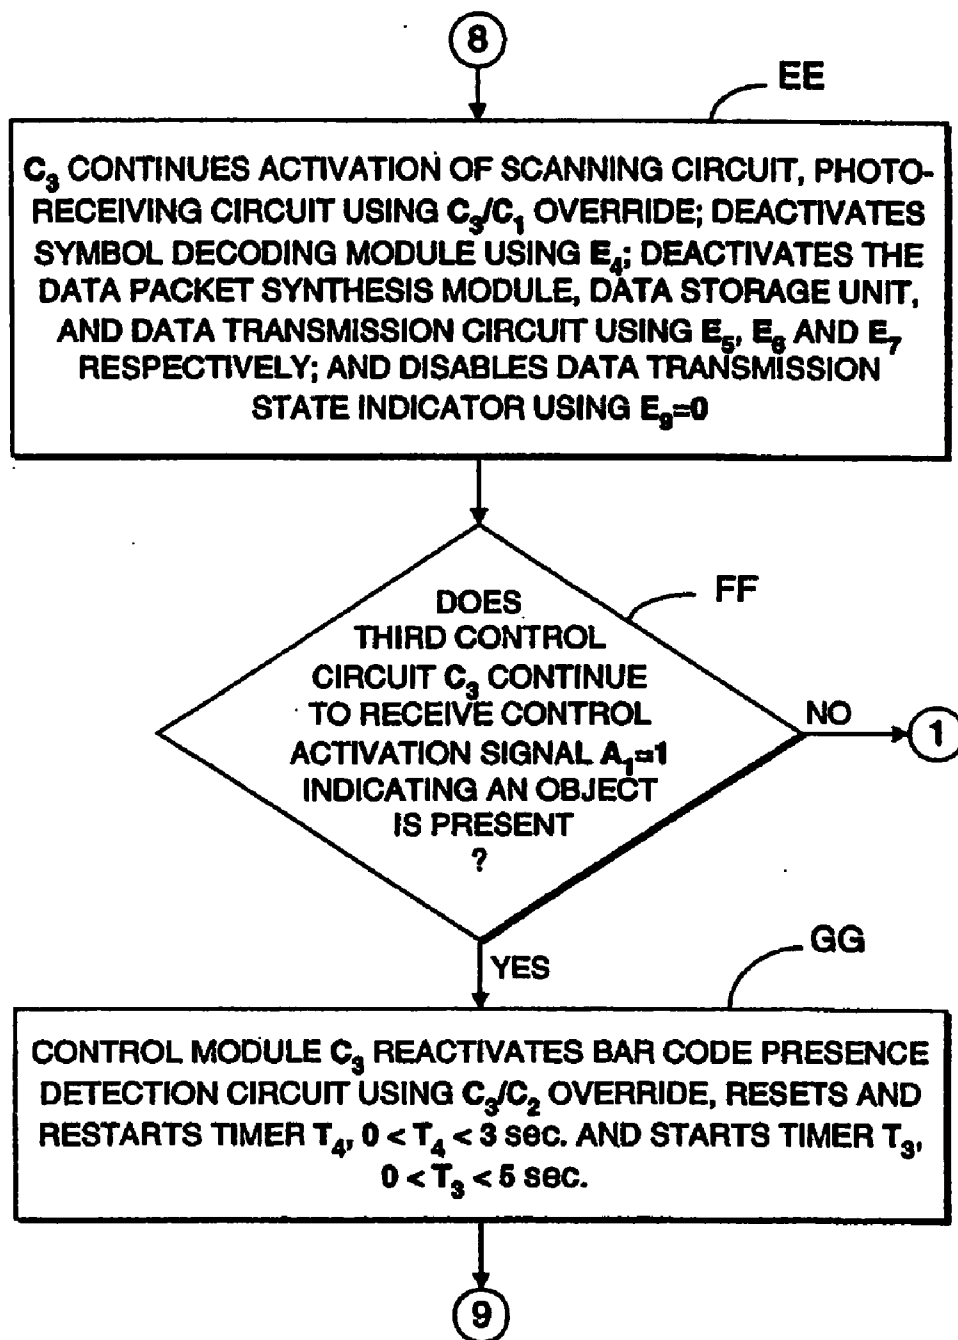 8
EE
C₃ CONTINUES ACTIVATION OF SCANNING CIRCUIT, PHOTO-
RECEIVING CIRCUIT USING C₃/C₁ OVERRIDE; DEACTIVATES
SYMBOL DECODING MODULE USING E₄; DEACTIVATES THE
DATA PACKET SYNTHESIS MODULE, DATA STORAGE UNIT,
AND DATA TRANSMISSION CIRCUIT USING E₅, E₆ AND E₇
RESPECTIVELY; AND DISABLES DATA TRANSMISSION
STATE INDICATOR USING E₉=0
FF
DOES
THIRD CONTROL
CIRCUIT C₃ CONTINUE
TO RECEIVE CONTROL
ACTIVATION SIGNAL A₁=1
INDICATING AN OBJECT
IS PRESENT
?
NO
1
YES
GG
CONTROL MODULE C₃ REACTIVATES BAR CODE PRESENCE
DETECTION CIRCUIT USING C₃/C₂ OVERRIDE, RESETS AND
RESTARTS TIMER T₄, 0 < T₄ < 3 sec. AND STARTS TIMER T₃,
0 < T₃ < 5 sec.
9